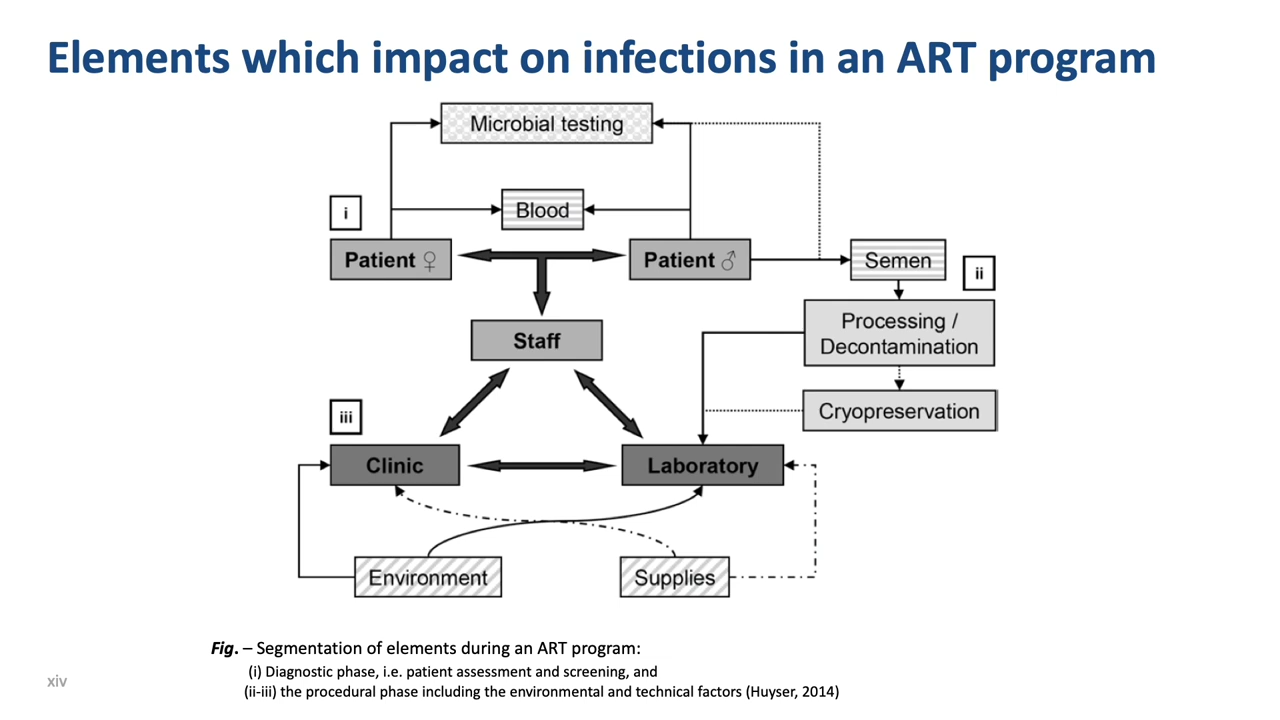 Elements which impact on infections in an ART program
Microbial testing
i
Blood
Patient ♀
Patient ♂
Semen
ii
Staff
Processing /
Decontamination
Cryopreservation
iii
Clinic
Laboratory
Environment
Supplies
Fig. – Segmentation of elements during an ART program:
(i) Diagnostic phase, i.e. patient assessment and screening, and
(ii-iii) the procedural phase including the environmental and technical factors (Huyser, 2014)
xiv